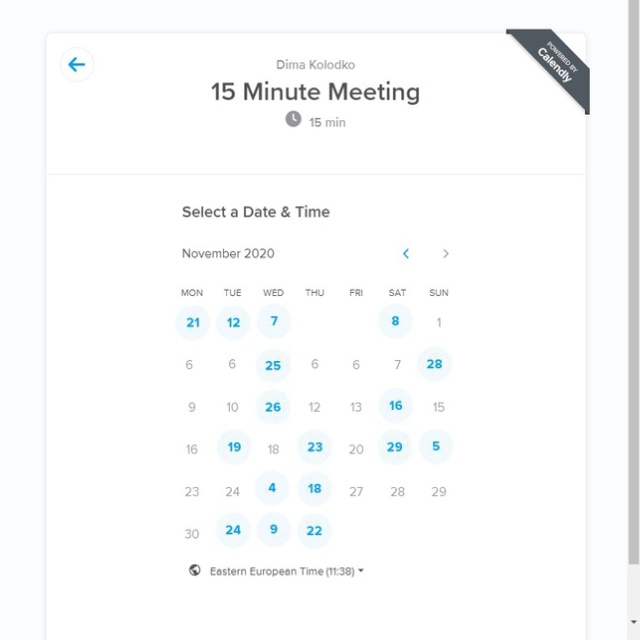 POWERED BY
Calendly
Dima Kolodko
15 Minute Meeting
15 min
Select a Date & Time
November 2020
MON TUE WED THU FRI SAT SUN
21 12 7 8 1
6 6 25 6 6 7 28
9 10 26 12 13 16 15
16 19 18 23 20 29 5
23 24 4 18 27 28 29
30 24 9 22
Eastern European Time (11:38)